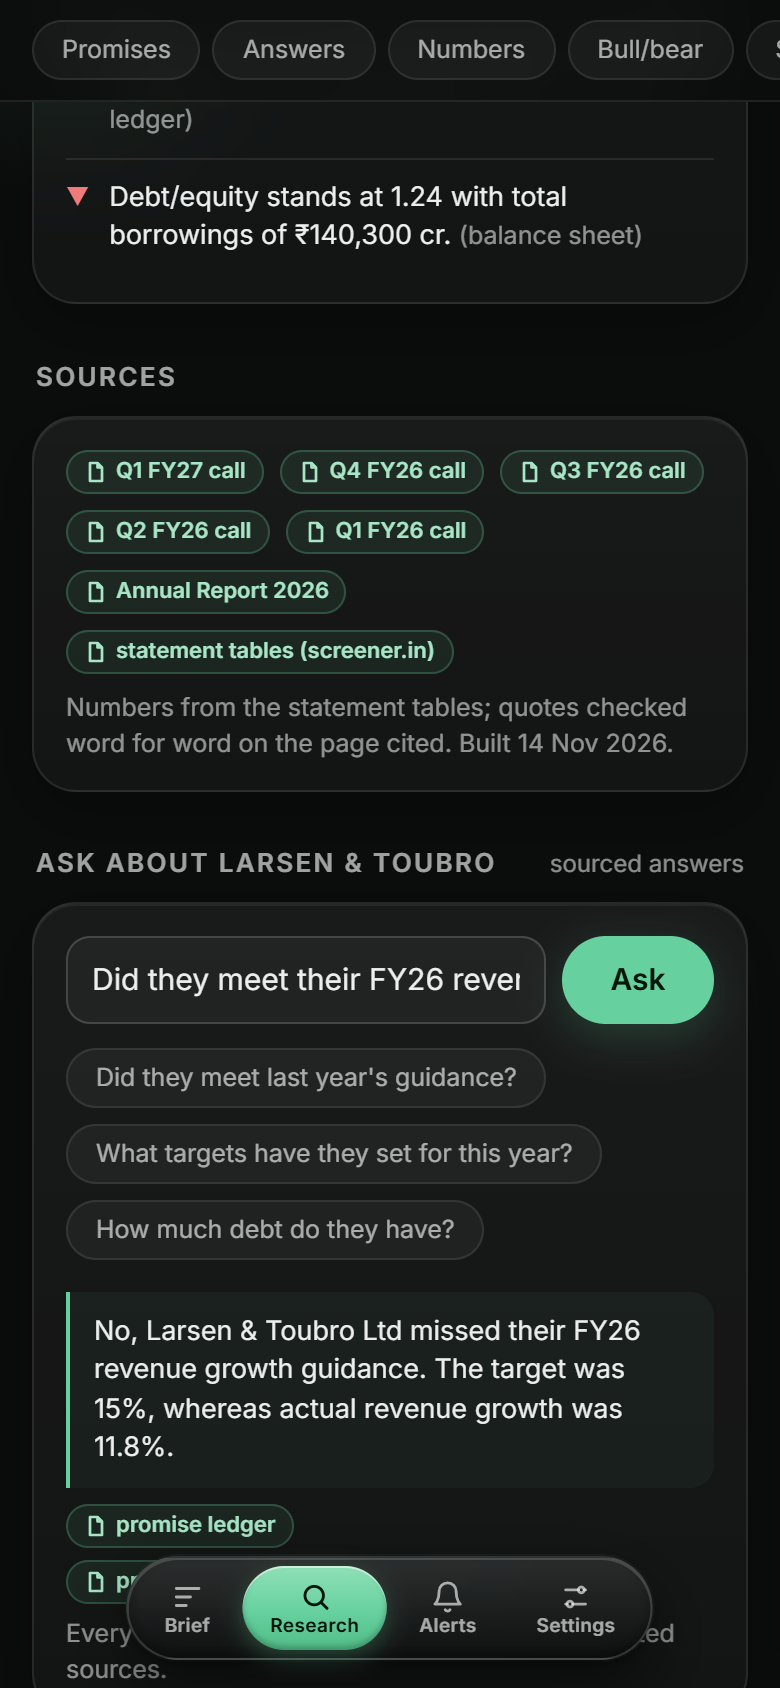 Promises
Answers
Numbers
Bull/bear
ledger)
Debt/equity stands at 1.24 with total
borrowings of ₹140,300 cr. (balance sheet)
SOURCES
Q1 FY27 call
Q4 FY26 call
Q3 FY26 call
Q2 FY26 call
Q1 FY26 call
Annual Report 2026
statement tables (screener.in)
Numbers from the statement tables; quotes checked
word for word on the page cited. Built 14 Nov 2026.
ASK ABOUT LARSEN & TOUBRO
sourced answers
Did they meet their FY26
Ask
Did they meet last year's guidance?
What targets have they set for this year?
How much debt do they have?
No, Larsen & Toubro Ltd missed their FY26
revenue growth guidance. The target was
15%, whereas actual revenue growth was
11.8%.
promise ledger
Every
sources.
Brief
Research
Alerts
Settings